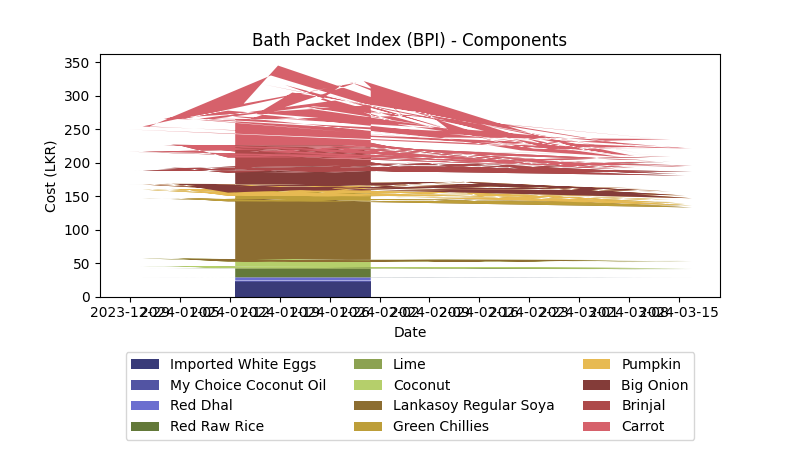 Bath Packet Index (BPI) - Components
350
300
250
200
150
100
50
0
Cost (LKR)
2023-12-29 2024-01-05 2024-01-12 2024-01-19 2024-01-26 2024-02-02 2024-02-09 2024-02-16 2024-02-23 2024-03-01 2024-03-08 2024-03-15
Date
Imported White Eggs
My Choice Coconut Oil
Red Dhal
Red Raw Rice
Lime
Coconut
Lankasoy Regular Soya
Green Chillies
Pumpkin
Big Onion
Brinjal
Carrot